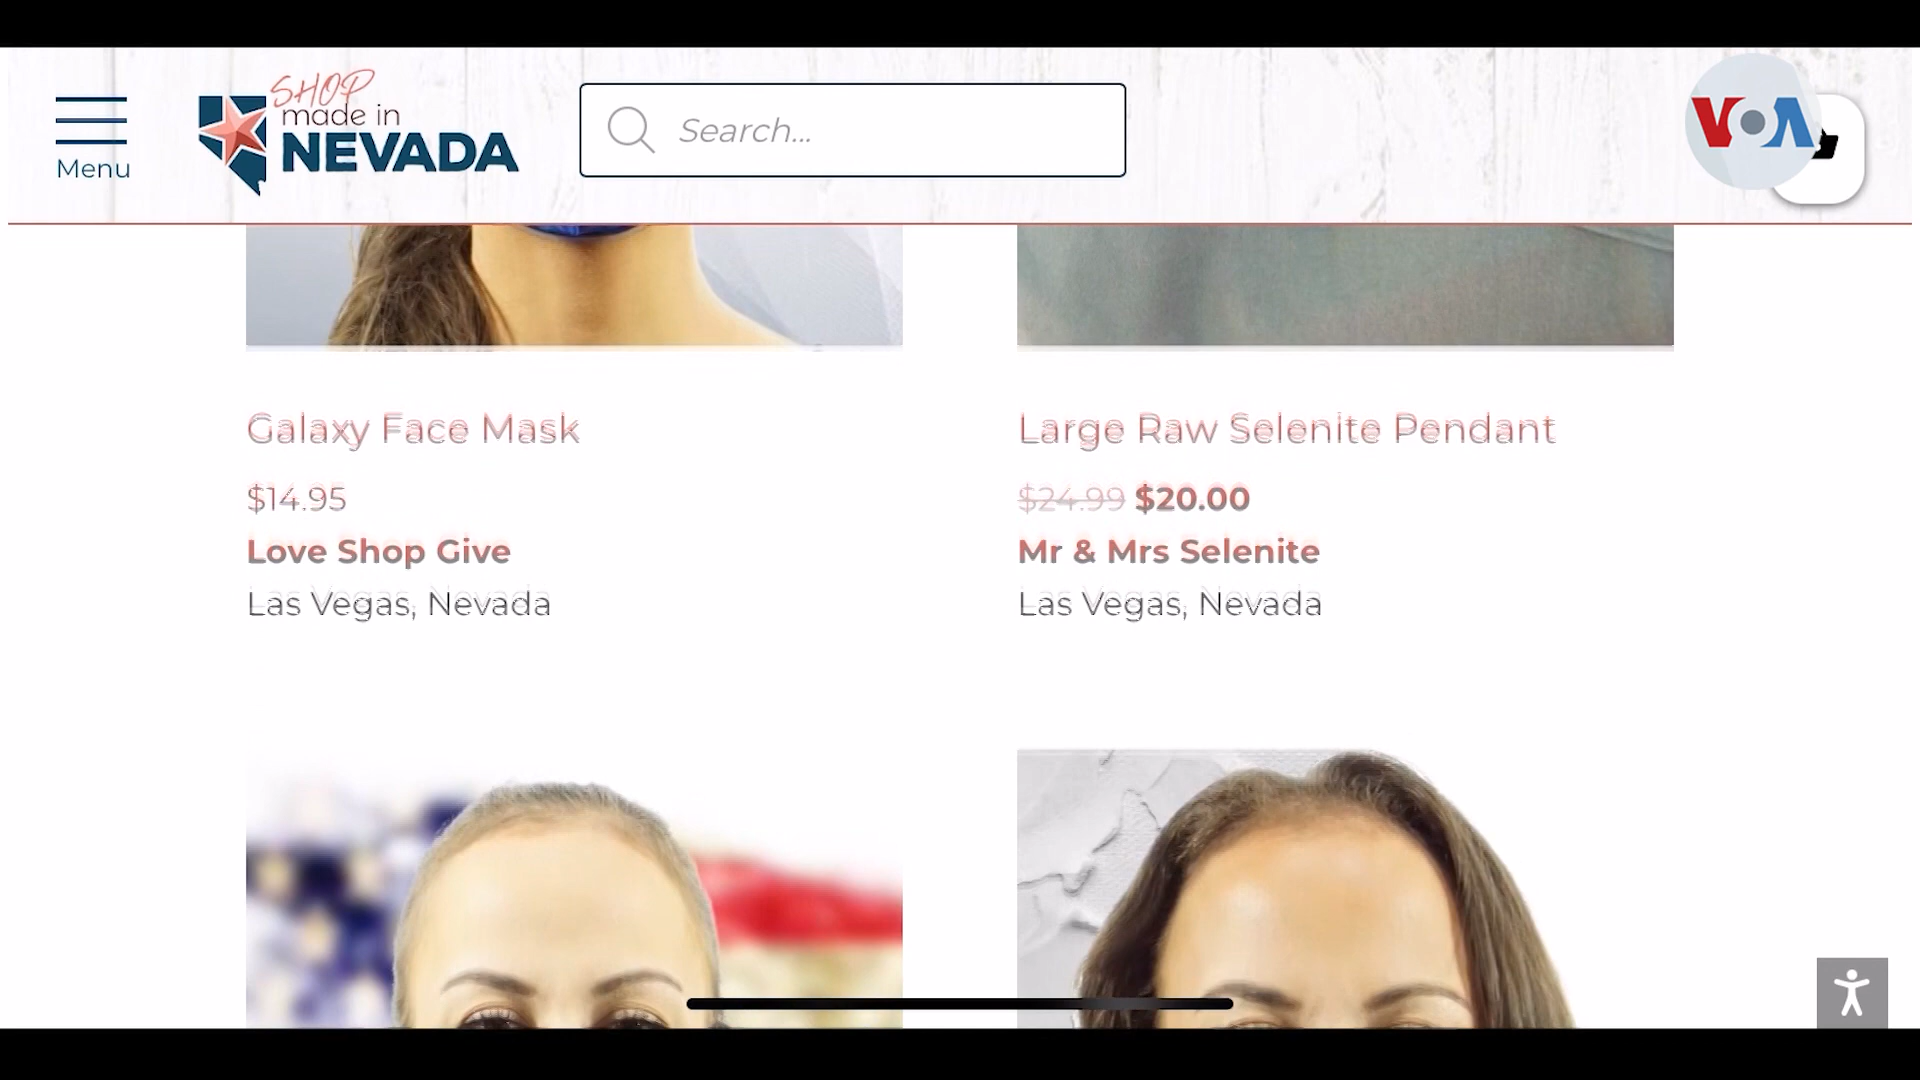 Menu
SHOP
made in
NEVADA
Search...
VOA
Galaxy Face Mask
$14.95
Love Shop Give
Las Vegas, Nevada
Large Raw Selenite Pendant
$24.99 $20.00
Mr & Mrs Selenite
Las Vegas, Nevada